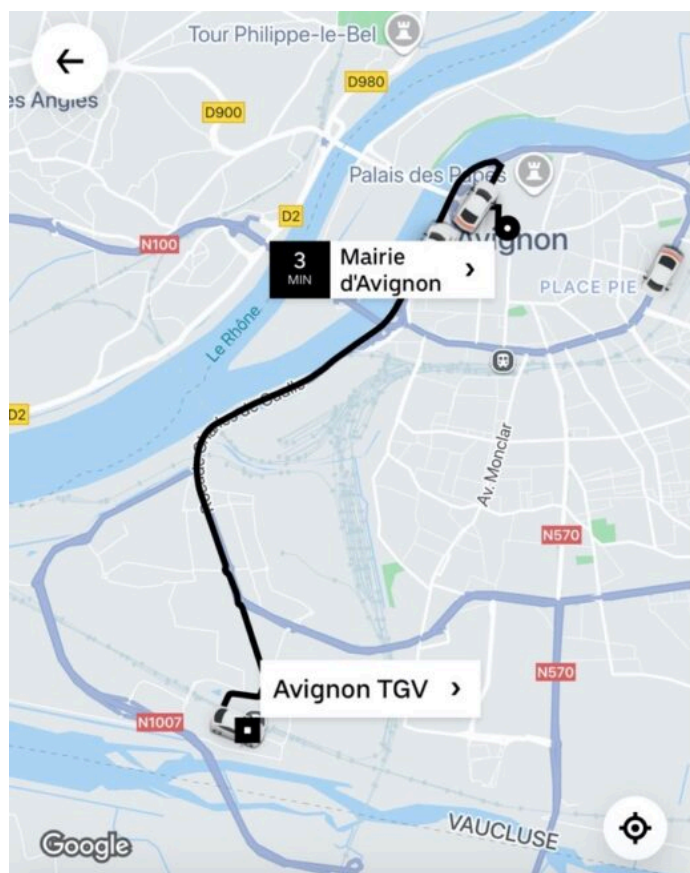 Tour Philippe-le-Bel
es Angles
D980
D900
Palais des Papes
D2
N100
Avignon
3
MIN
Mairie
d'Avignon
PLACE PIE
Le Rhône
D2
Av. Monclar
N570
N570
Avignon TGV
N1007
VAUCLUSE
Google